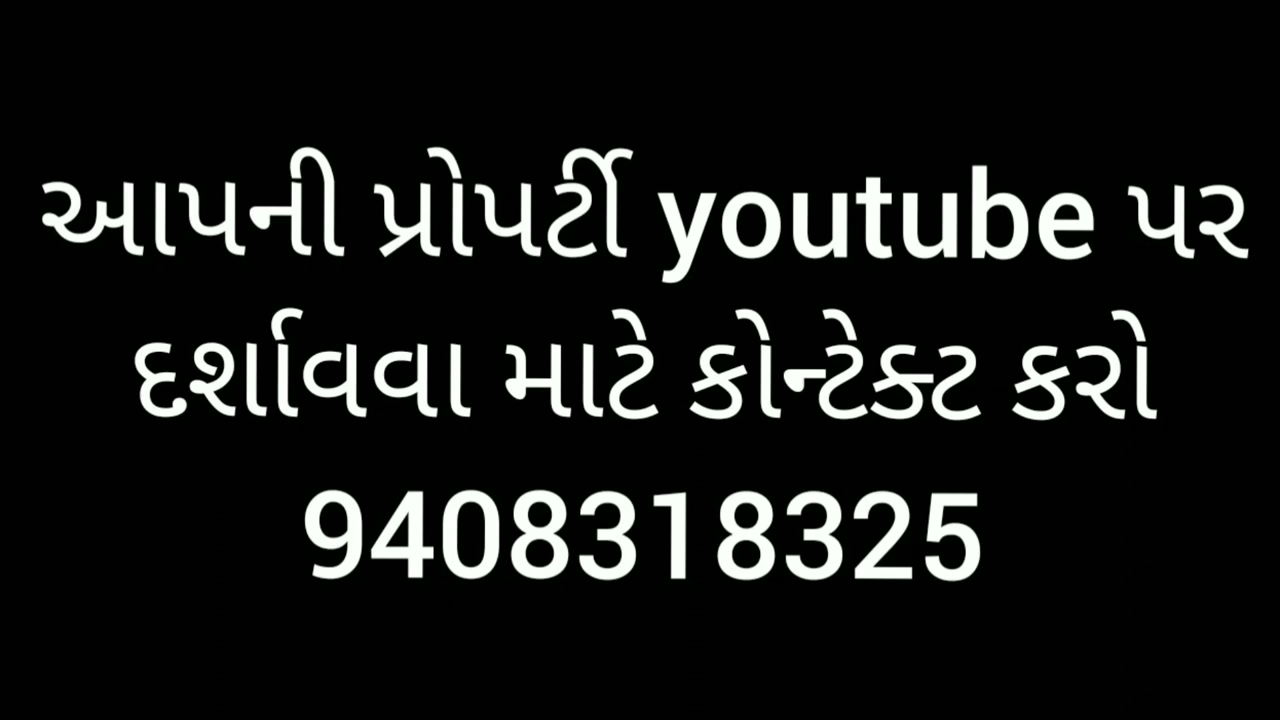 આપની પ્રોપર્ટી youtube પર
દર્શાવવા માટે કોન્ટેક્ટ કરો
9408318325